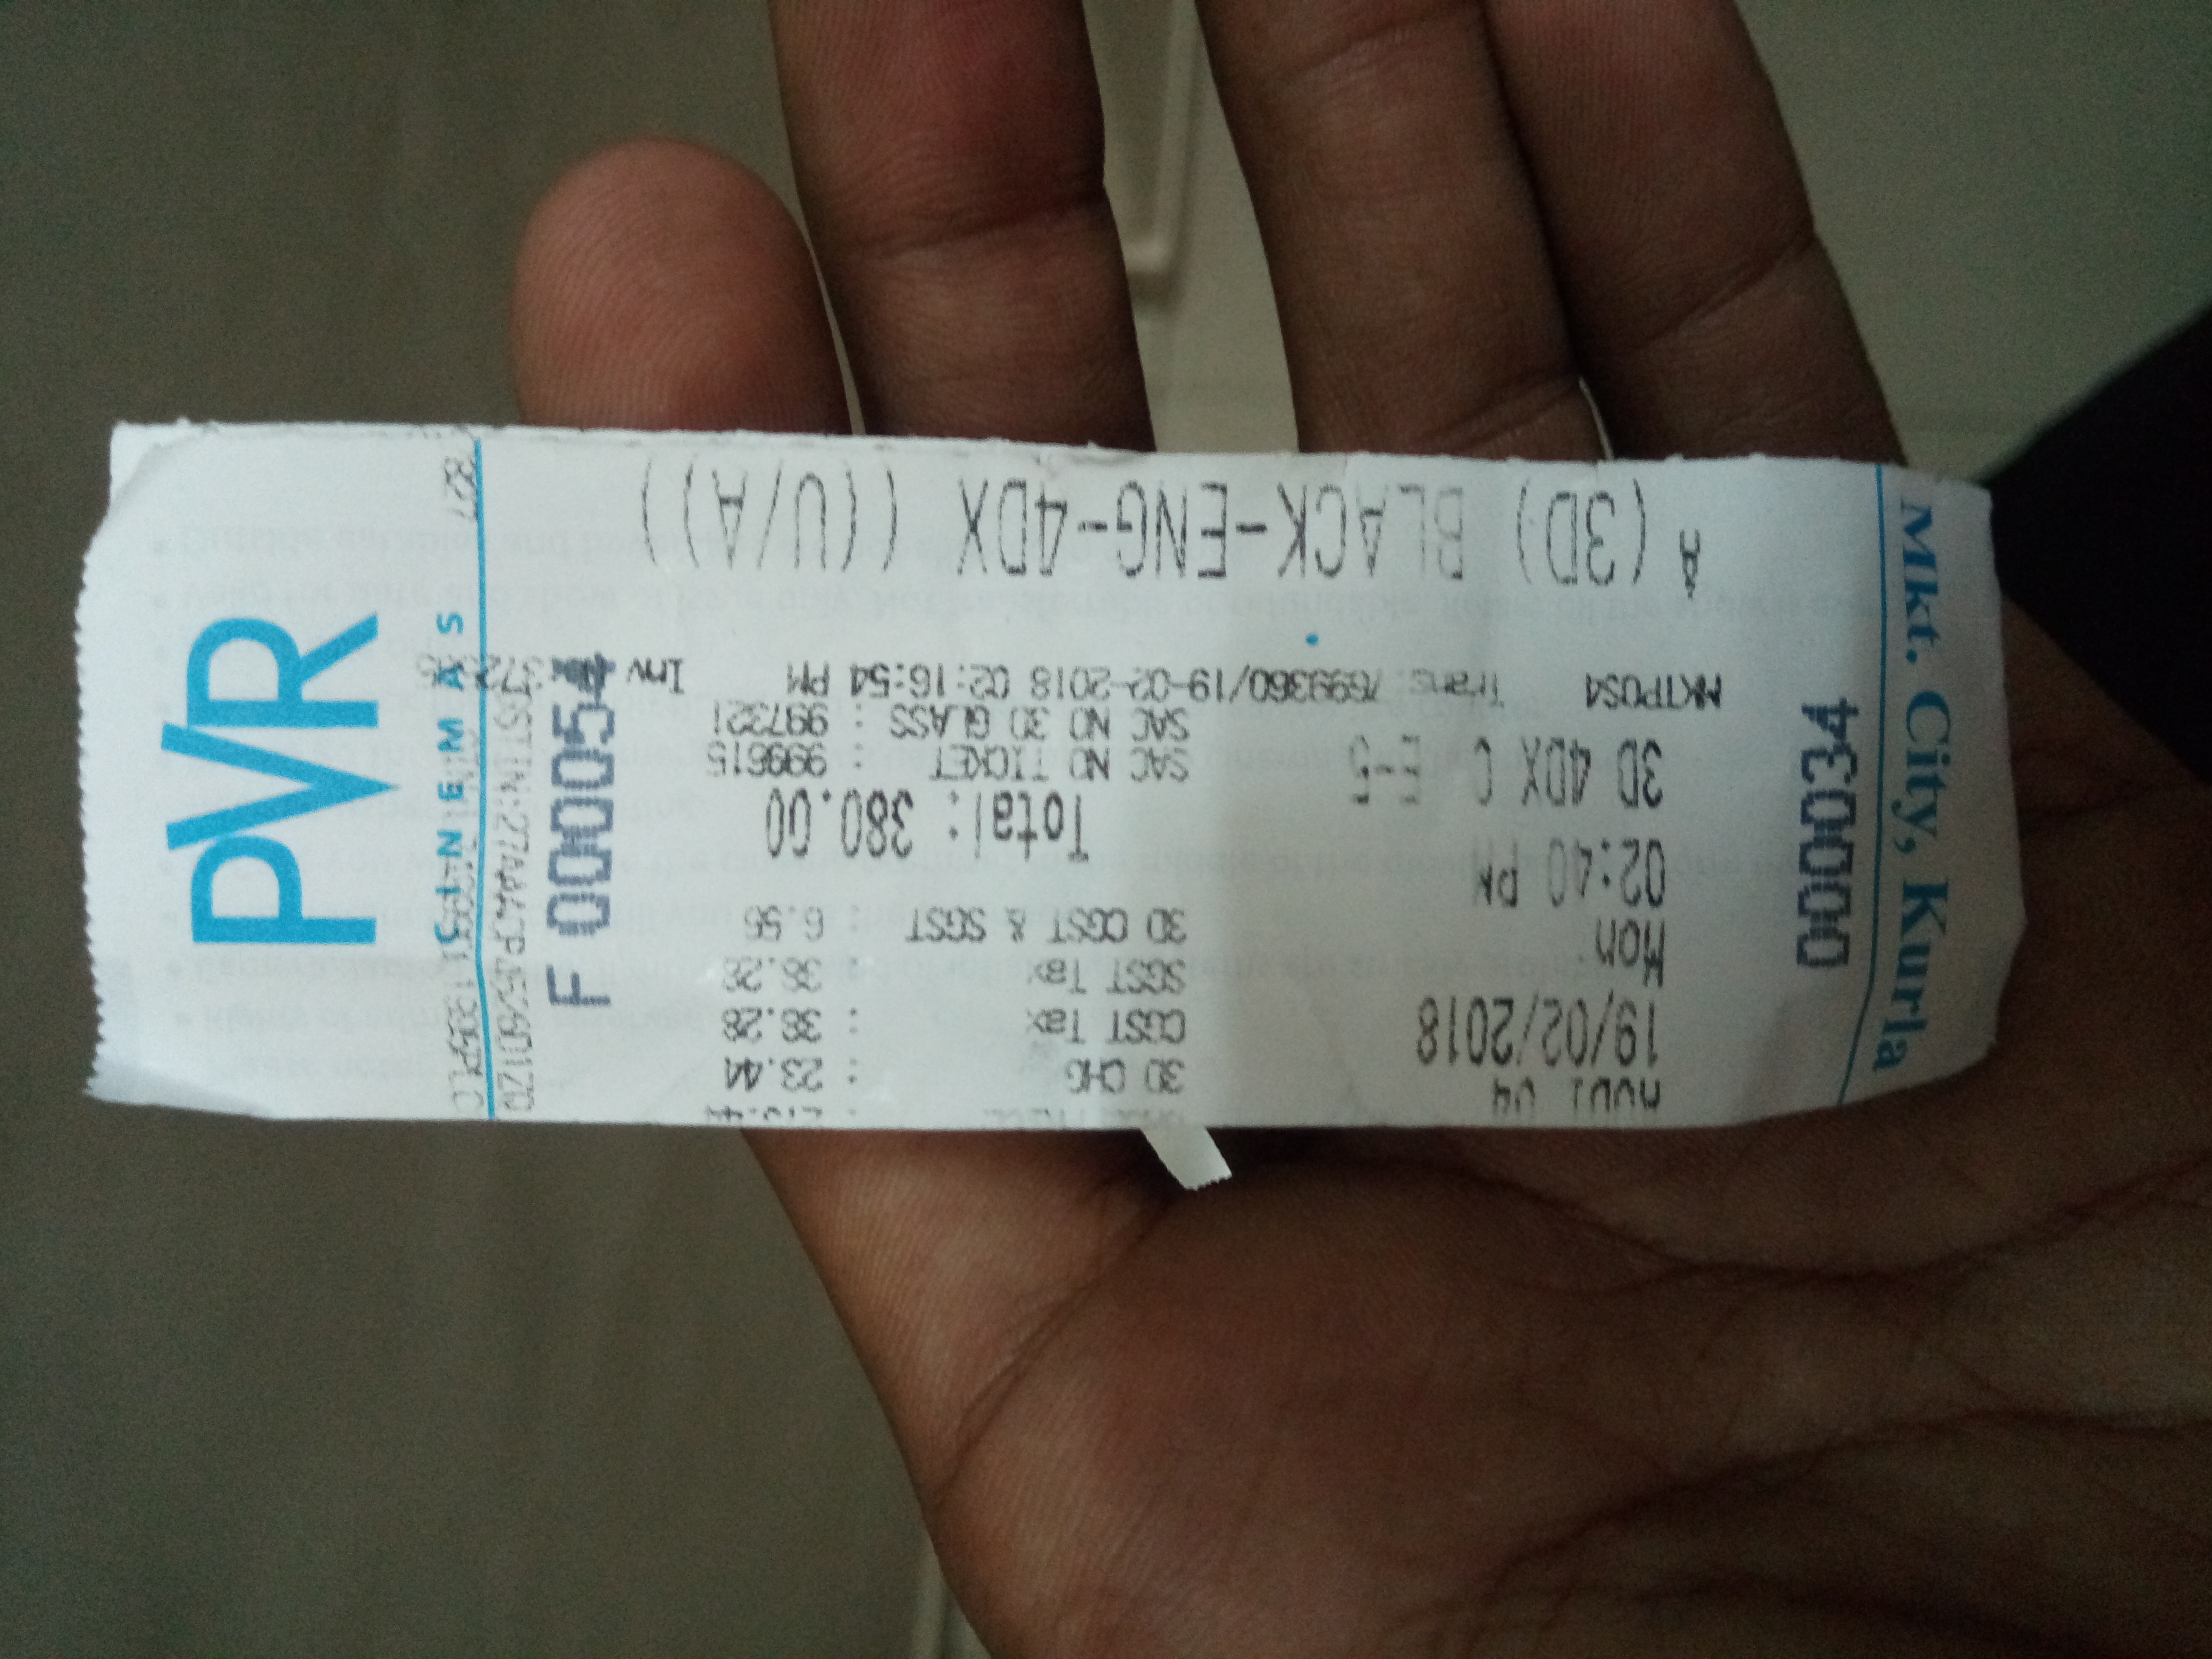 PVR
CINEMAS
F 000054
AUDI 04
19/02/2018
Mon
02:40 PM
3D 4DX C E-5
3D CHG : 23.44
CGST Tax : 38.28
SGST Tax : 38.28
3D CGST & SGST : 6.56
Total: 380.00
SAC NO TICKET : 999615
SAC NO 3D GLASS : 997321
MKTPOS4 Trans: 7699360/19-02-2018 02:16:54 PM Inv
A (3D) BLACK-ENG-4DX ((U/A))
Mkt. City, Kurla